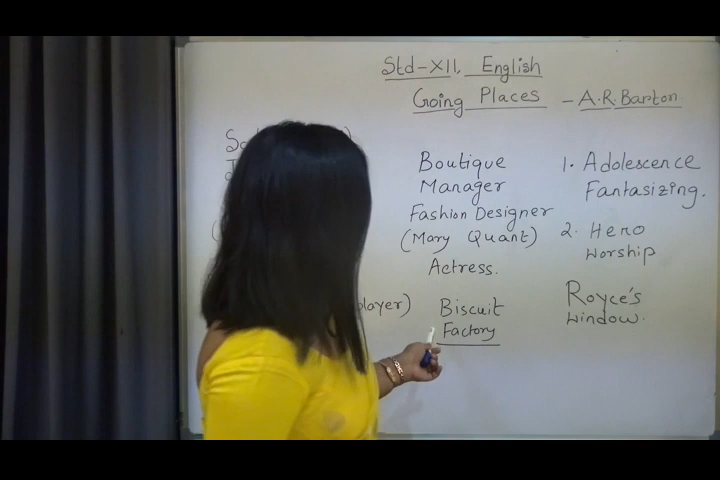 Std-XII, English
Going Places - A.R.Barton
Boutique
Manager
Fashion Designer
(Mary Quant)
Actress.
player)
Biscuit
Factory
1. Adolescence
Fantasizing.
2. Hero
Worship
Royce's
Window.